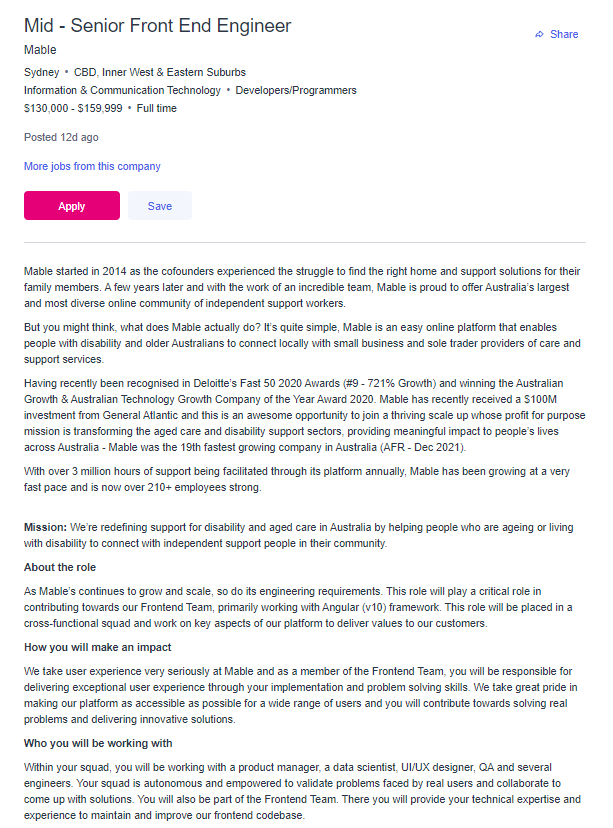 Mid - Senior Front End Engineer
Share
Mable
Sydney • CBD, Inner West & Eastern Suburbs
Information & Communication Technology • Developers/Programmers
$130,000 - $159,999 • Full time
Posted 12d ago
More jobs from this company
Apply
Save
Mable started in 2014 as the cofounders experienced the struggle to find the right home and support solutions for their
family members. A few years later and with the work of an incredible team, Mable is proud to offer Australia's largest
and most diverse online community of independent support workers.
But you might think, what does Mable actually do? It's quite simple, Mable is an easy online platform that enables
people with disability and older Australians to connect locally with small business and sole trader providers of care and
support services.
Having recently been recognised in Deloitte's Fast 50 2020 Awards (#9 - 721% Growth) and winning the Australian
Growth & Australian Technology Growth Company of the Year Award 2020. Mable has recently received a $100M
investment from General Atlantic and this is an awesome opportunity to join a thriving scale up whose profit for purpose
mission is transforming the aged care and disability support sectors, providing meaningful impact to people's lives
across Australia - Mable was the 19th fastest growing company in Australia (AFR - Dec 2021).
With over 3 million hours of support being facilitated through its platform annually, Mable has been growing at a very
fast pace and is now over 210+ employees strong.
Mission: We're redefining support for disability and aged care in Australia by helping people who are ageing or living
with disability to connect with independent support people in their community.
About the role
As Mable's continues to grow and scale, so do its engineering requirements. This role will play a critical role in
contributing towards our Frontend Team, primarily working with Angular (v10) framework. This role will be placed in a
cross-functional squad and work on key aspects of our platform to deliver values to our customers.
How you will make an impact
We take user experience very seriously at Mable and as a member of the Frontend Team, you will be responsible for
delivering exceptional user experience through your implementation and problem solving skills. We take great pride in
making our platform as accessible as possible for a wide range of users and you will contribute towards solving real
problems and delivering innovative solutions.
Who you will be working with
Within your squad, you will be working with a product manager, a data scientist, UI/UX designer, QA and several
engineers. Your squad is autonomous and empowered to validate problems faced by real users and collaborate to
come up with solutions. You will also be part of the Frontend Team. There you will provide your technical expertise and
experience to maintain and improve our frontend codebase.